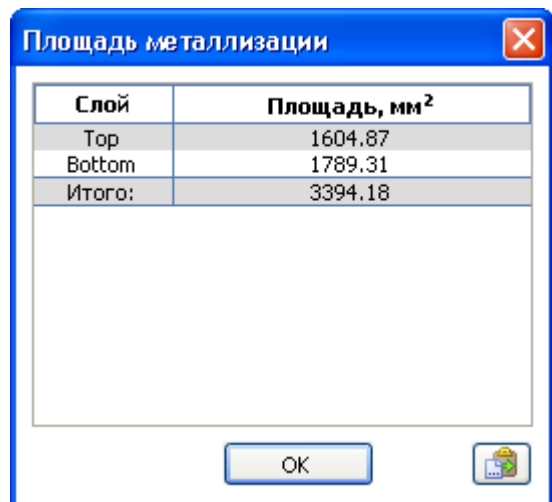 Площадь металлизации
Слой Площадь, мм²
Top 1604.87
Bottom 1789.31
Итого: 3394.18
OK